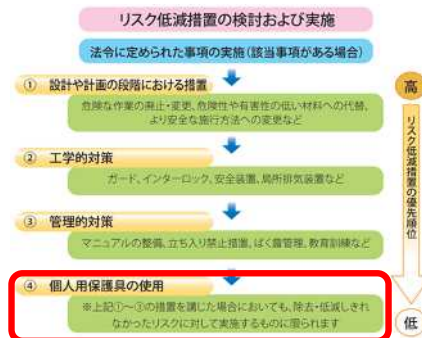 リスク低減措置の検討および実施
法令に定められた事項の実施(該当事項がある場合)
① 設計や計画の段階における措置
危険な作業の廃止・変更、危険性や有害性の低い材料への代替、
より安全な施行方法への変更など
② 工学的対策
ガード、インターロック、安全装置、局所排気装置など
③ 管理的対策
マニュアルの整備、立ち入り禁止措置、ばく露管理、教育訓練など
④ 個人用保護具の使用
※上記①〜③の措置を講じた場合においても、除去・低減しきれ
なかったリスクに対して実施するものに限られます
高
リスク低減措置の優先順位
低